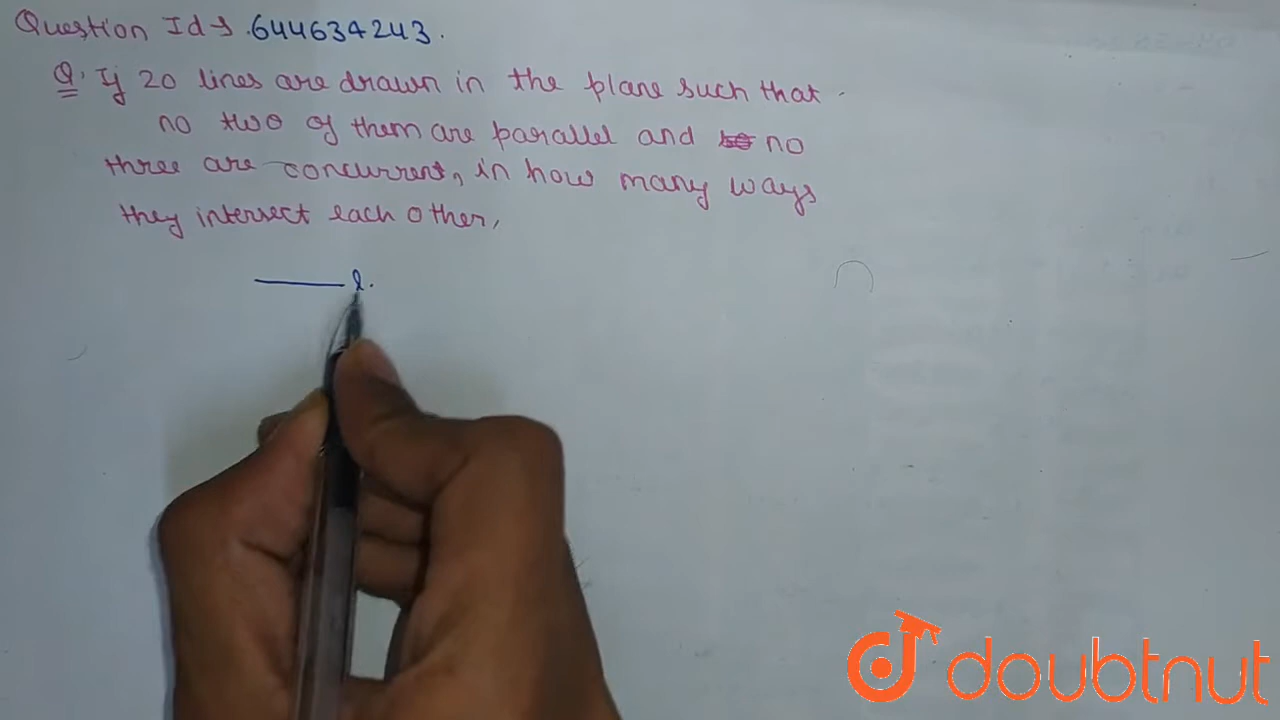 Question Id → .644634243.
Q. If 20 lines are drawn in the plane such that
no two of them are parallel and no
three are concurrent, in how many ways
they intersect each other,
l.
doubtnut